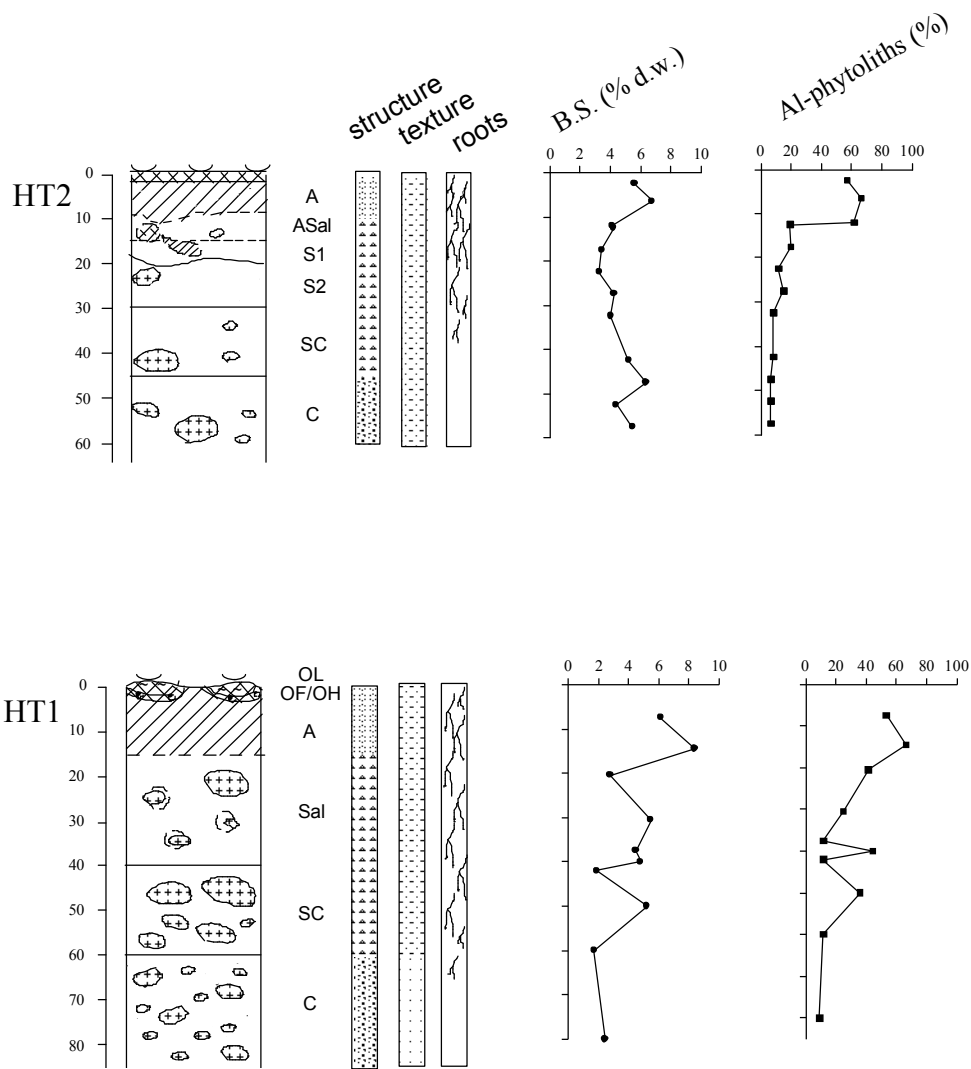 structure
texture
roots
B.S. (% d.w.)
Al-phytoliths (%)
0 2 4 6 8 10
0 20 40 60 80 100
HT2
0
10
20
30
40
50
60
A
ASal
S1
S2
SC
C
0 2 4 6 8 10
0 20 40 60 80 100
HT1
0
10
20
30
40
50
60
70
80
OL
OF/OH
A
Sal
SC
C